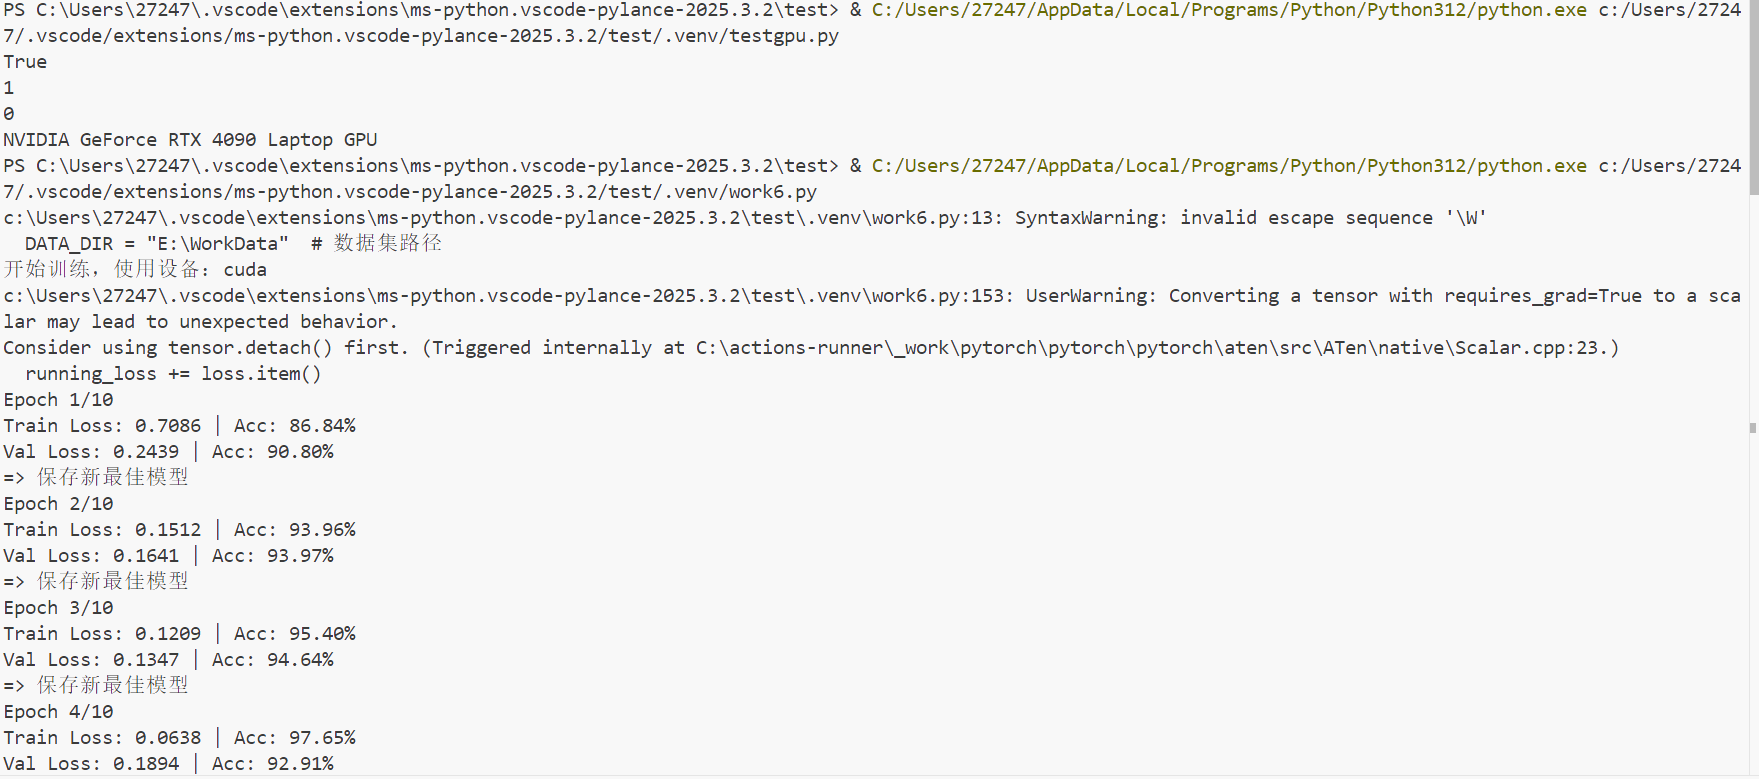 PS C:\Users\27247\.vscode\extensions\ms-python.vscode-pylance-2025.3.2\test> & C:/Users/27247/AppData/Local/Programs/Python/Python312/python.exe c:/Users/2724
7/.vscode/extensions/ms-python.vscode-pylance-2025.3.2/test/.venv/testgpu.py
True
1
0
NVIDIA GeForce RTX 4090 Laptop GPU
PS C:\Users\27247\.vscode\extensions\ms-python.vscode-pylance-2025.3.2\test> & C:/Users/27247/AppData/Local/Programs/Python/Python312/python.exe c:/Users/2724
7/.vscode/extensions/ms-python.vscode-pylance-2025.3.2/test/.venv/work6.py
c:\Users\27247\.vscode\extensions\ms-python.vscode-pylance-2025.3.2\test\.venv\work6.py:13: SyntaxWarning: invalid escape sequence '\W'
  DATA_DIR = "E:\WorkData"  # 数据集路径
开始训练，使用设备：cuda
c:\Users\27247\.vscode\extensions\ms-python.vscode-pylance-2025.3.2\test\.venv\work6.py:153: UserWarning: Converting a tensor with requires_grad=True to a sca
lar may lead to unexpected behavior.
Consider using tensor.detach() first. (Triggered internally at C:\actions-runner\_work\pytorch\pytorch\pytorch\aten\src\ATen\native\Scalar.cpp:23.)
  running_loss += loss.item()
Epoch 1/10
Train Loss: 0.7086 | Acc: 86.84%
Val Loss: 0.2439 | Acc: 90.80%
=> 保存新最佳模型
Epoch 2/10
Train Loss: 0.1512 | Acc: 93.96%
Val Loss: 0.1641 | Acc: 93.97%
=> 保存新最佳模型
Epoch 3/10
Train Loss: 0.1209 | Acc: 95.40%
Val Loss: 0.1347 | Acc: 94.64%
=> 保存新最佳模型
Epoch 4/10
Train Loss: 0.0638 | Acc: 97.65%
Val Loss: 0.1894 | Acc: 92.91%